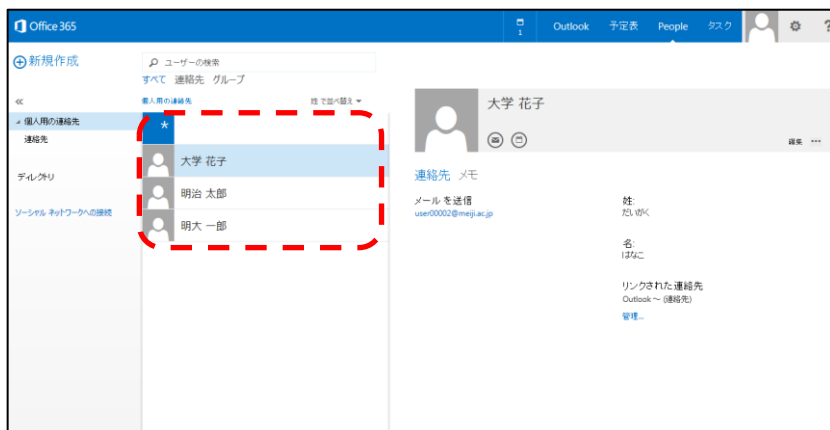 Office 365
1
Outlook 予定表 People タスク ?
新規作成
ユーザーの検索
すべて 連絡先 グループ
個人用の連絡先 姓 で並べ替え
個人用の連絡先
連絡先
ディレクトリ
ソーシャル ネットワークへの接続
*
大学 花子
明治 太郎
明大 一郎
大学 花子
編集 ...
連絡先 メモ
メール を送信
user00002@meiji.ac.jp
姓:
だいがく
名:
はなこ
リンクされた連絡先
Outlook ~ (連絡先)
管理...